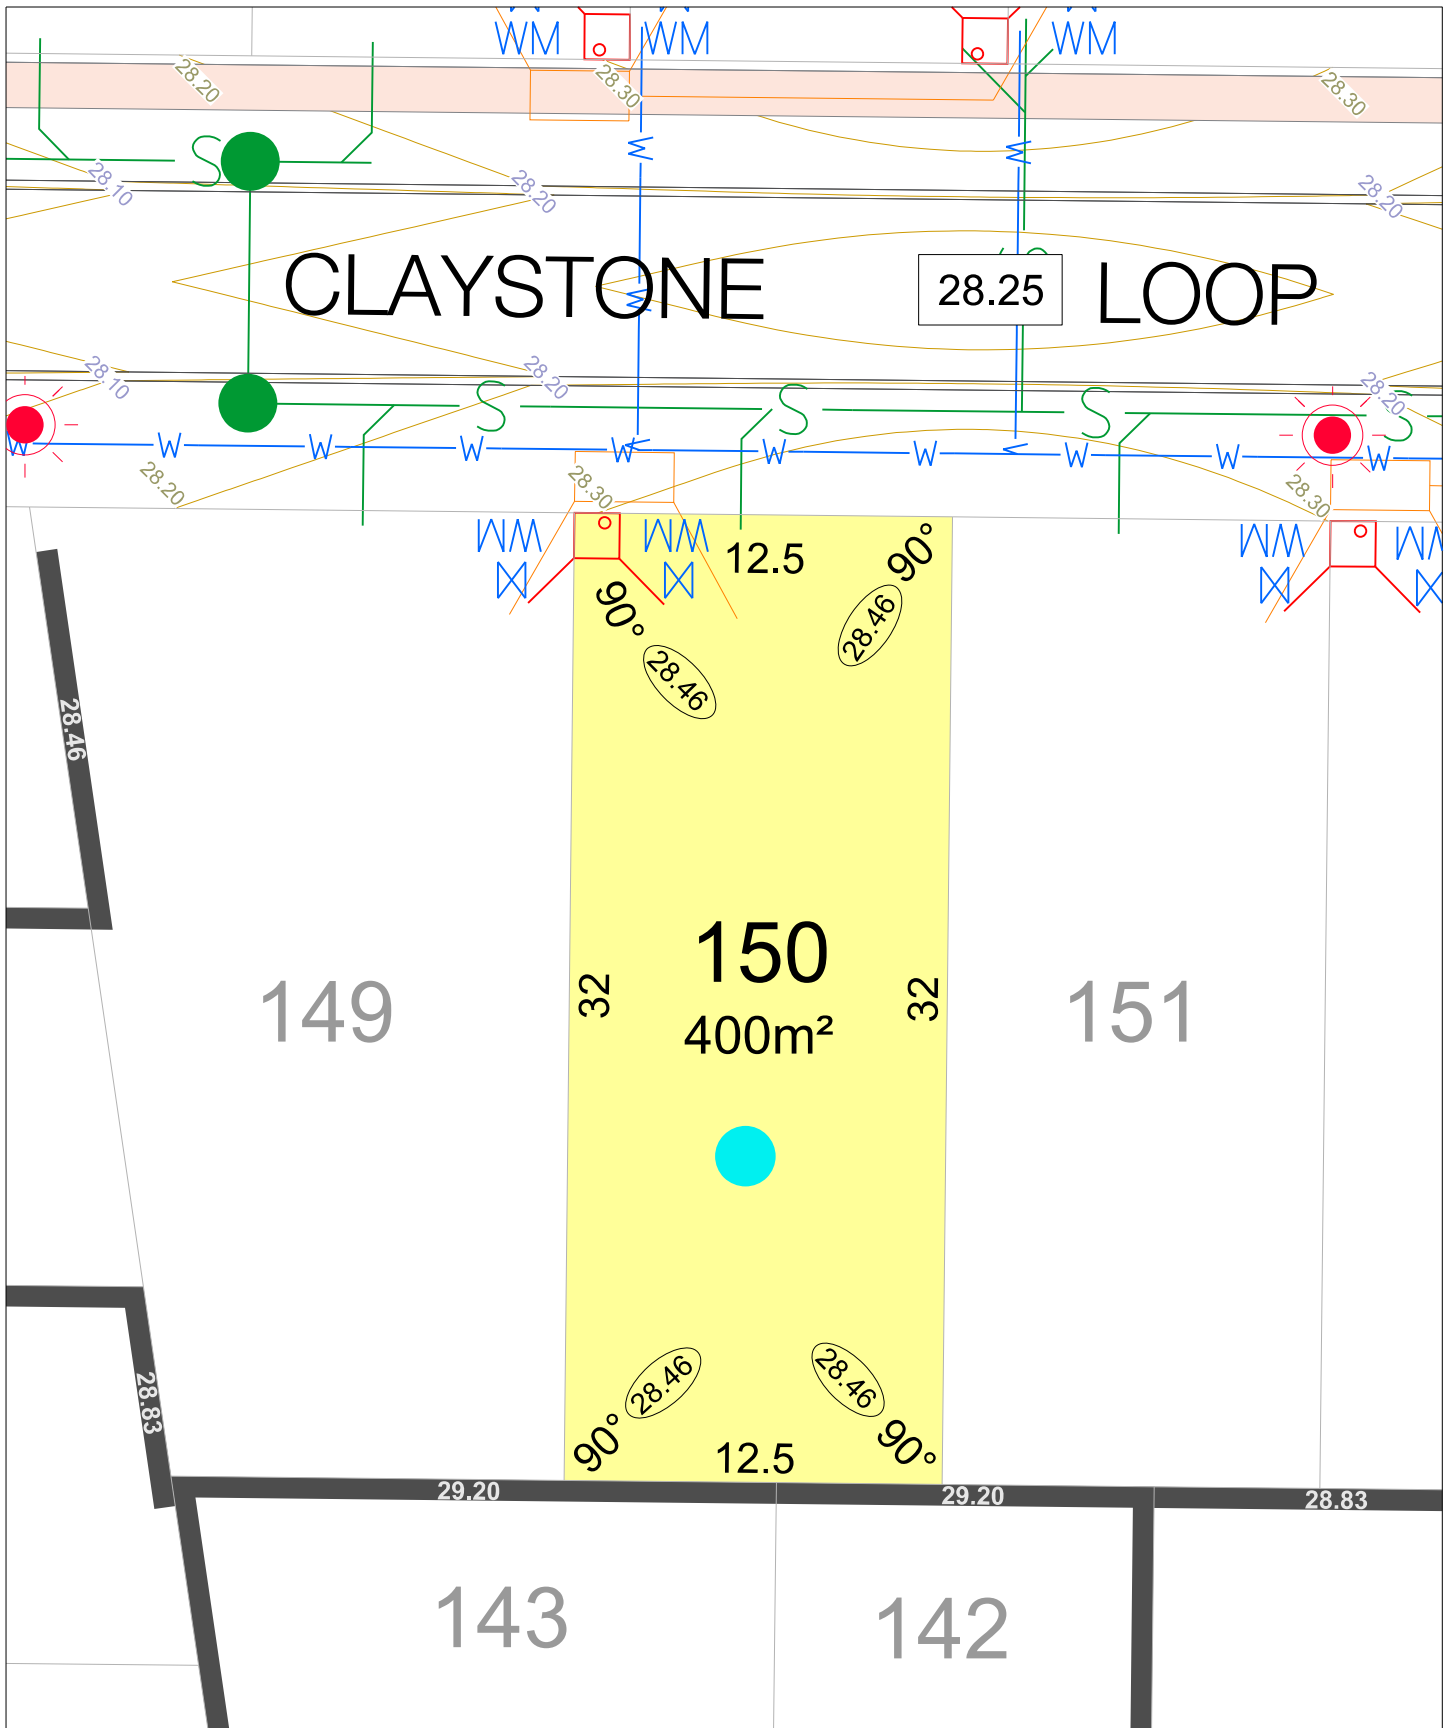 WM WM WM
28.20 28.30 28.30
S W W
28.10 28.20 28.20
CLAYSTONE 28.25 LOOP
W
28.10 28.20 28.20
S S S S
W W W W W W W W W W
28.20 28.30 28.30
WM WM WM
12.5 90°
90° 28.46
28.46
28.46
150
149 32 32 151
400m²
28.46 28.46
28.83
90° 12.5 90°
29.20 29.20 28.83
143 142